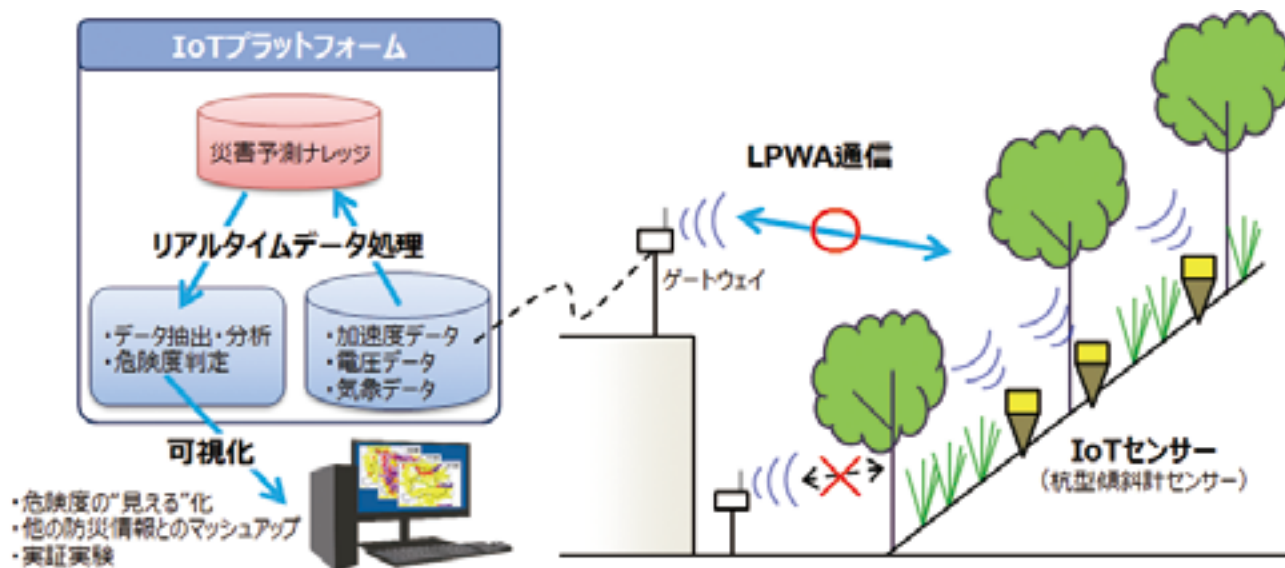 IoTプラットフォーム
災害予測ナレッジ
リアルタイムデータ処理
・データ抽出・分析
・危険度判定
・加速度データ
・電圧データ
・気象データ
可視化
・危険度の“見える”化
・他の防災情報とのマッシュアップ
・実証実験
LPWA通信
ゲートウェイ
IoTセンサー
（杭型傾斜計センサー）